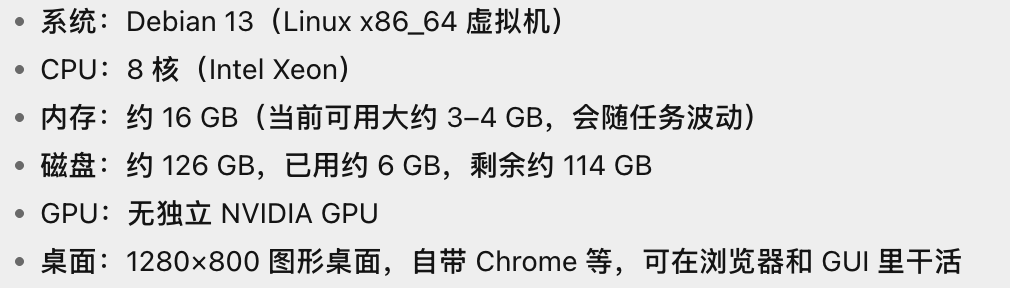 • 系统：Debian 13（Linux x86_64 虚拟机）
• CPU：8 核（Intel Xeon）
• 内存：约 16 GB（当前可用大约 3–4 GB，会随任务波动）
• 磁盘：约 126 GB，已用约 6 GB，剩余约 114 GB
• GPU：无独立 NVIDIA GPU
• 桌面：1280×800 图形桌面，自带 Chrome 等，可在浏览器和 GUI 里干活